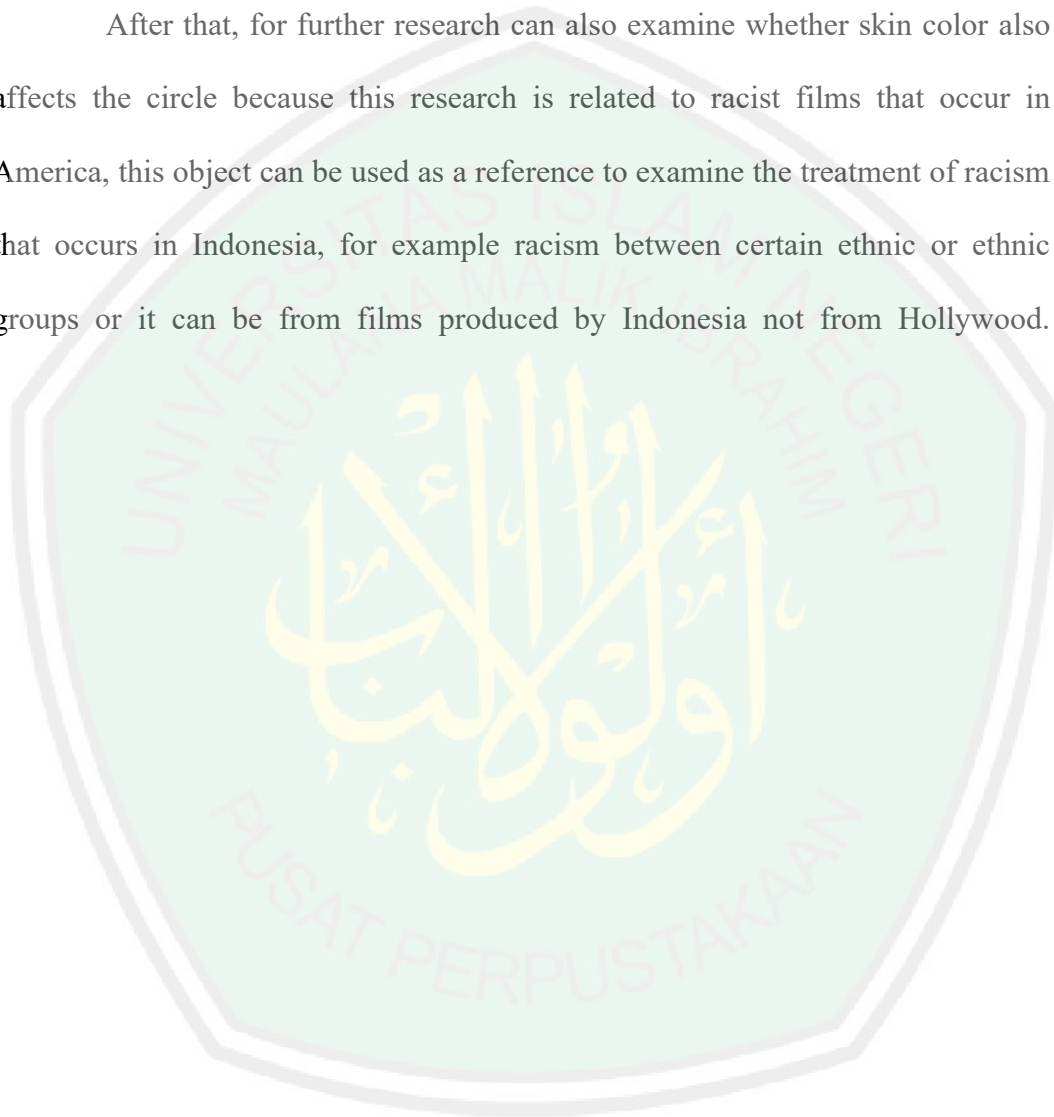 After that, for further research can also examine whether skin color also
affects the circle because this research is related to racist films that occur in
America, this object can be used as a reference to examine the treatment of racism
that occurs in Indonesia, for example racism between certain ethnic or ethnic
groups or it can be from films produced by Indonesia not from Hollywood.
UNIVERSITAS ISLAM NEGERI
MAULANA MALIK IBRAHIM
أولوا الألباب
PUSAT PERPUSTAKAAN